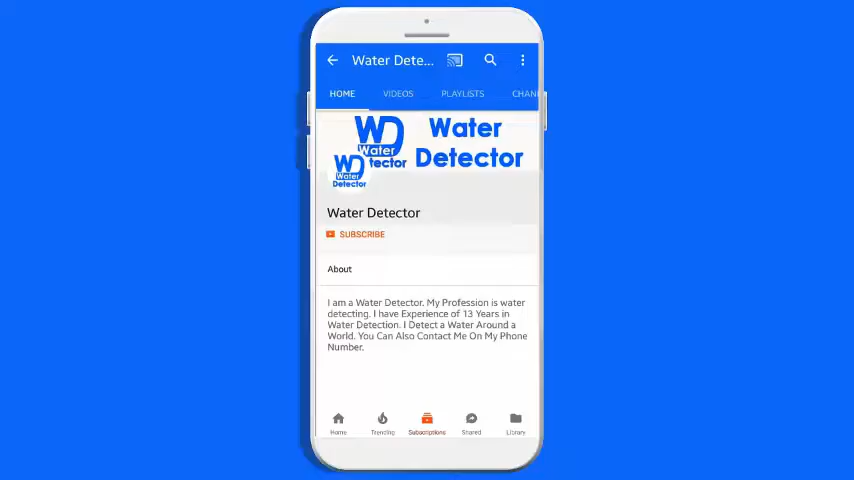 Water Dete...
HOME VIDEOS PLAYLISTS CHAN
WD
Water
Detector
Water
Detector
WD
Water
Detector
Water Detector
SUBSCRIBE
About
I am a Water Detector. My Profession is water
detecting. I have Experience of 13 Years in
Water Detection. I Detect a Water Around a
World. You Can Also Contact Me On My Phone
Number.
Home Trending Subscriptions Shared Library